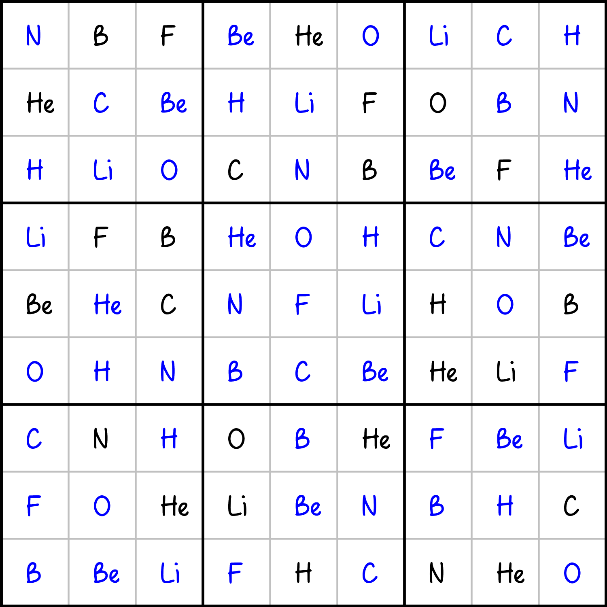 N B F Be He O Li C H
He C Be H Li F O B N
H Li O C N B Be F He
Li F B He O H C N Be
Be He C N F Li H O B
O H N B C Be He Li F
C N H O B He F Be Li
F O He Li Be N B H C
B Be Li F H C N He O